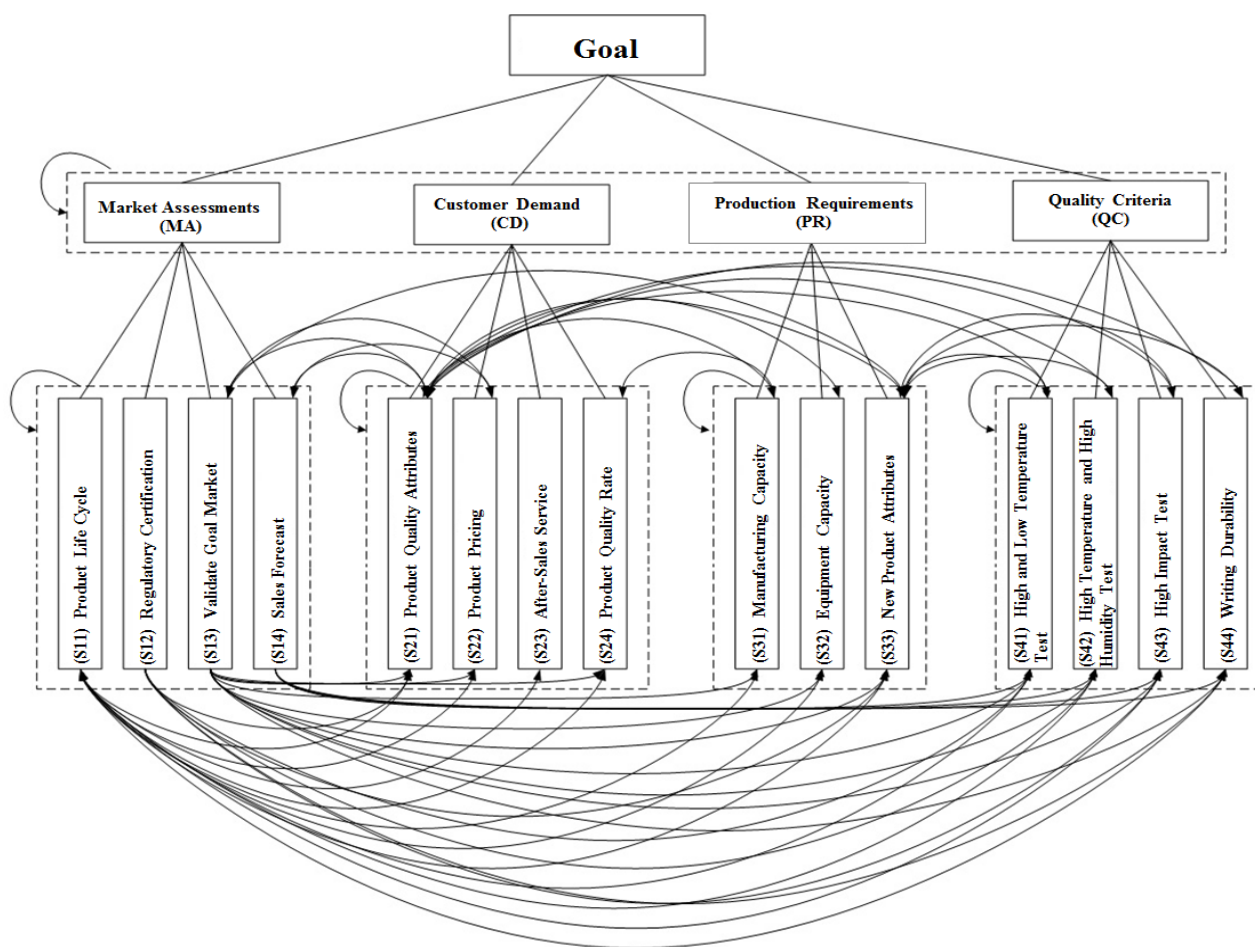 Goal
Market Assessments
(MA)
Customer Demand
(CD)
Production Requirements
(PR)
Quality Criteria
(QC)
(S11) Product Life Cycle
(S12) Regulatory Certification
(S13) Validate Goal Market
(S14) Sales Forecast
(S21) Product Quality Attributes
(S22) Product Pricing
(S23) After-Sales Service
(S24) Product Quality Rate
(S31) Manufacturing Capacity
(S32) Equipment Capacity
(S33) New Product Attributes
(S41) High and Low Temperature
Test
(S42) High Temperature and High
Humidity Test
(S43) High Impact Test
(S44) Writing Durability